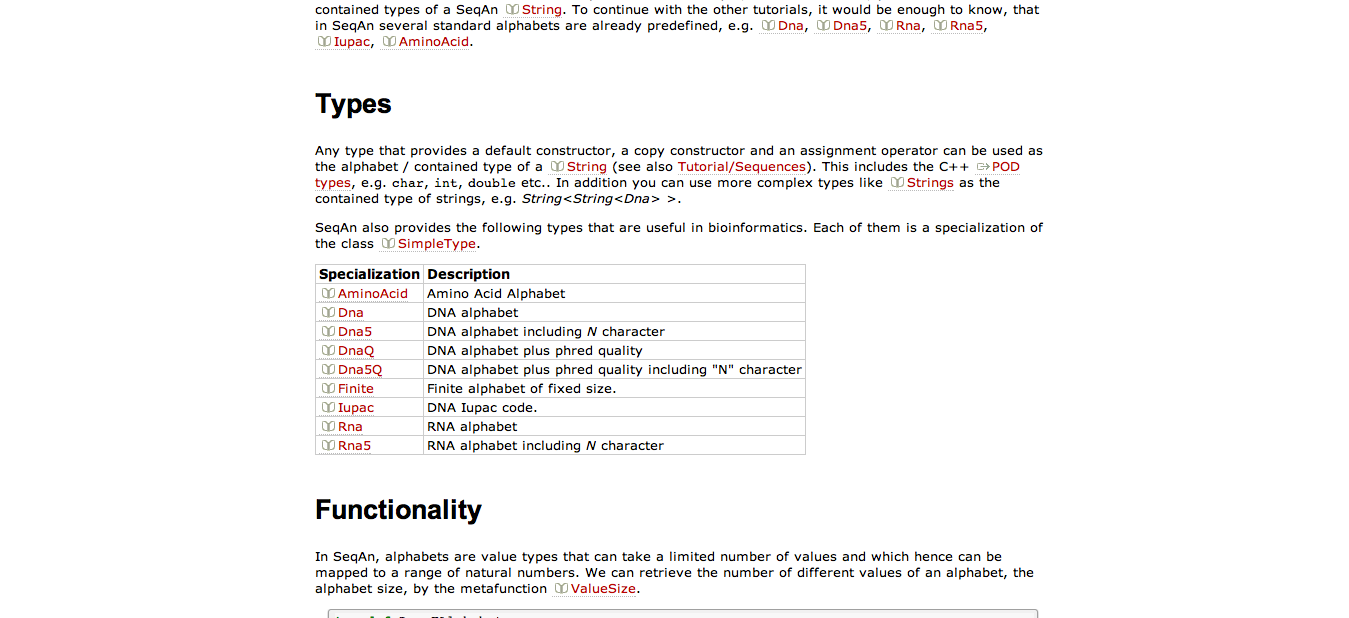 contained types of a SeqAn String. To continue with the other tutorials, it would be enough to know, that
in SeqAn several standard alphabets are already predefined, e.g. Dna, Dna5, Rna, Rna5,
Iupac, AminoAcid.
Types
Any type that provides a default constructor, a copy constructor and an assignment operator can be used as
the alphabet / contained type of a String (see also Tutorial/Sequences). This includes the C++ POD
types, e.g. char, int, double etc.. In addition you can use more complex types like Strings as the
contained type of strings, e.g. String<String<Dna> >.
SeqAn also provides the following types that are useful in bioinformatics. Each of them is a specialization of
the class SimpleType.
Specialization Description
AminoAcid Amino Acid Alphabet
Dna DNA alphabet
Dna5 DNA alphabet including N character
DnaQ DNA alphabet plus phred quality
Dna5Q DNA alphabet plus phred quality including "N" character
Finite Finite alphabet of fixed size.
Iupac DNA Iupac code.
Rna RNA alphabet
Rna5 RNA alphabet including N character
Functionality
In SeqAn, alphabets are value types that can take a limited number of values and which hence can be
mapped to a range of natural numbers. We can retrieve the number of different values of an alphabet, the
alphabet size, by the metafunction ValueSize.